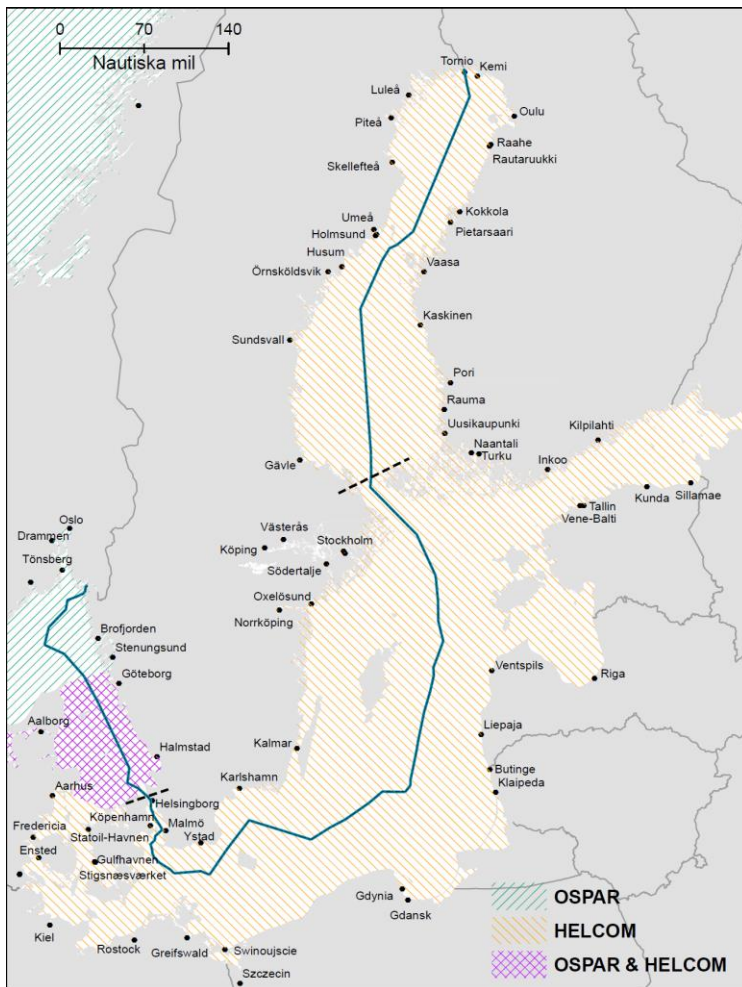 0 70 140
Nautiska mil
Tornio
Kemi
Luleå
Oulu
Piteå
Raahe
Rautaruukki
Skellefteå
Kokkola
Umeå
Pietarsaari
Holmsund
Husum
Vaasa
Örnsköldsvik
Kaskinen
Sundsvall
Pori
Rauma
Uusikaupunki
Kilpilahti
Naantali
Turku
Gävle
Inkoo
Kunda
Sillamae
Tallin
Vene-Balti
Oslo
Drammen
Västerås
Stockholm
Köping
Tönsberg
Södertalje
Oxelösund
Norrköping
Brofjorden
Stenungsund
Göteborg
Ventspils
Riga
Aalborg
Liepaja
Kalmar
Halmstad
Butinge
Karlshamn
Klaipeda
Aarhus
Helsingborg
Köpenhamn
Malmö
Fredericia
Statoil-Havnen
Ystad
Ensted
Gulfhavnen
Stigsnæsværket
Gdynia
Gdansk
OSPAR
Kiel
HELCOM
Rostock
Greifswald
Swinoujscie
OSPAR & HELCOM
Szczecin